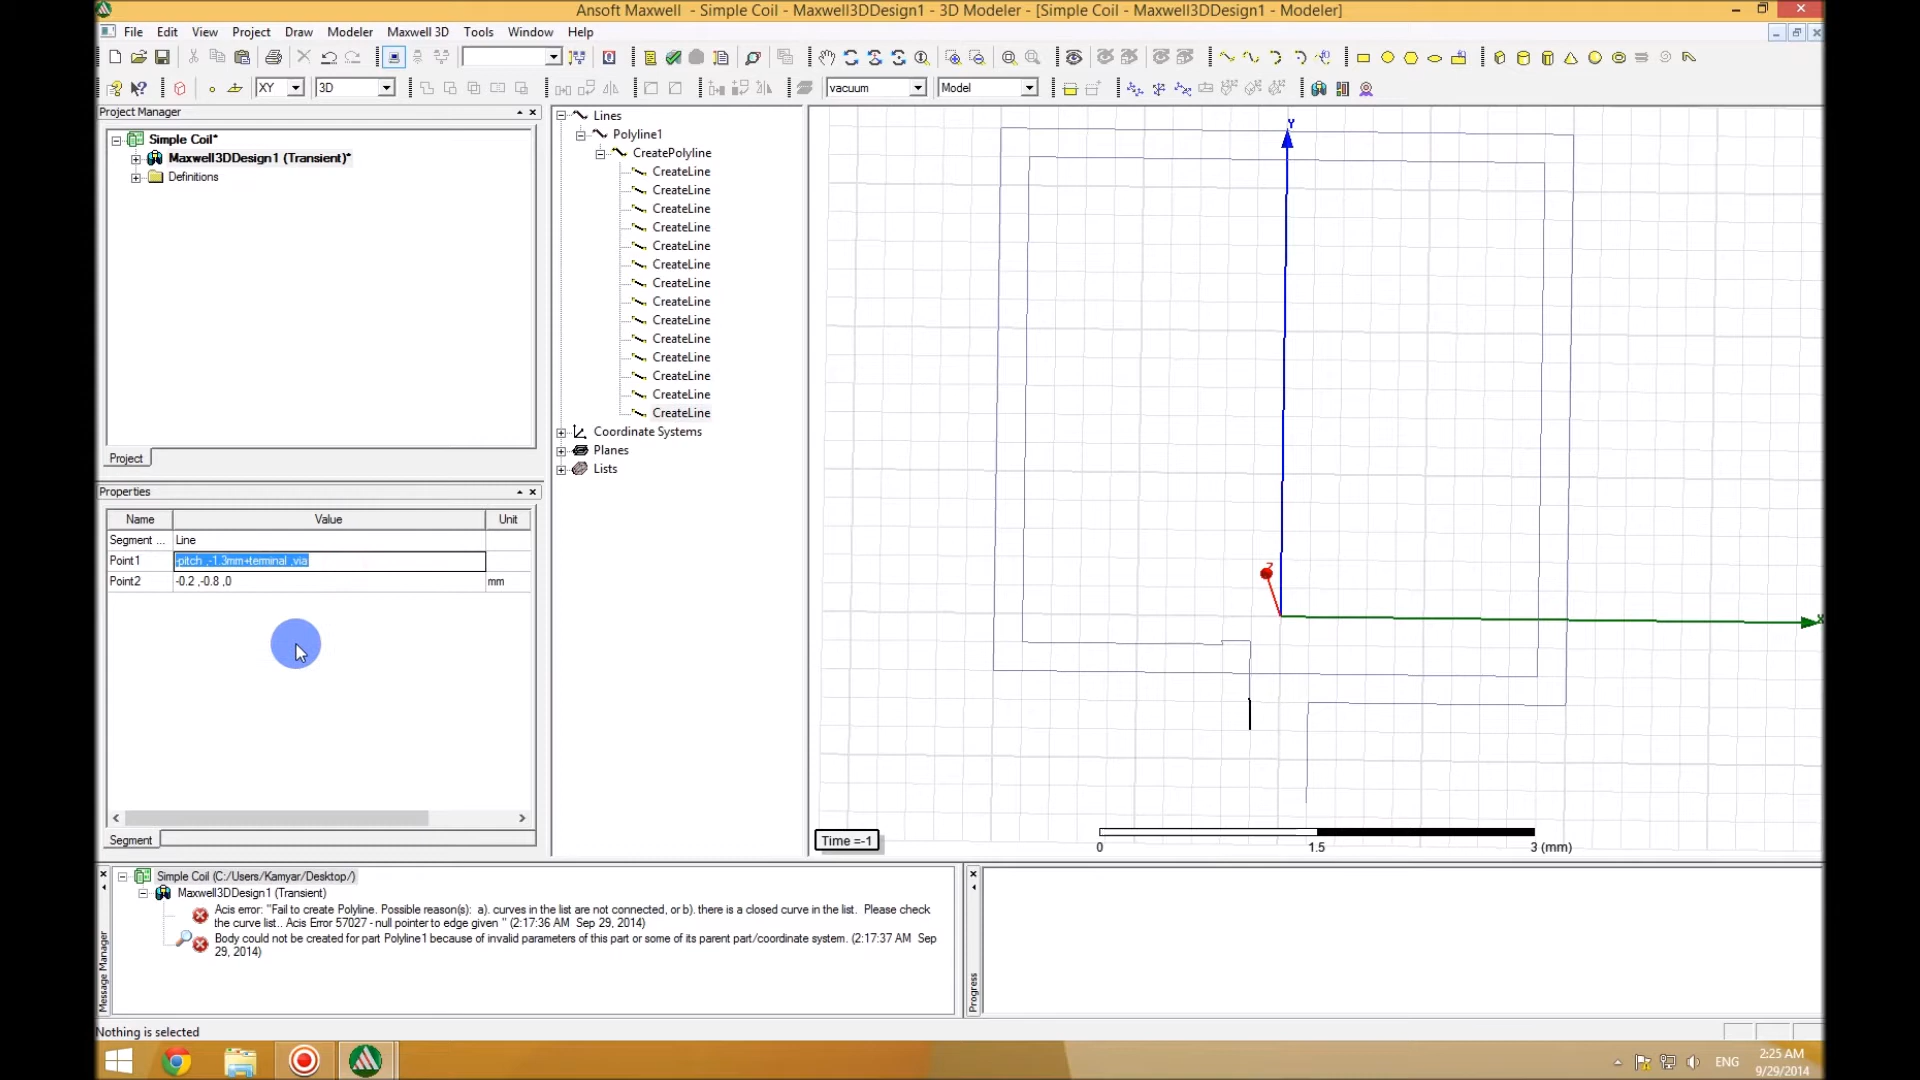 Ansoft Maxwell - Simple Coil - Maxwell3DDesign1 - 3D Modeler - [Simple Coil - Maxwell3DDesign1 - Modeler]
File Edit View Project Draw Modeler Maxwell 3D Tools Window Help
XY 3D vacuum Model
Project Manager
Simple Coil*
Maxwell3DDesign1 (Transient)*
Definitions
Project
Properties
Name Value Unit
Segment ... Line
Point1 -pitch ,-1.3mm+terminal ,via
Point2 -0.2 ,-0.8 ,0 mm
Segment
Lines
Polyline1
CreatePolyline
CreateLine
CreateLine
CreateLine
CreateLine
CreateLine
CreateLine
CreateLine
CreateLine
CreateLine
CreateLine
CreateLine
CreateLine
CreateLine
CreateLine
Coordinate Systems
Planes
Lists
Y
Z
X
Time =-1
0 1.5 3 (mm)
Message Manager
Simple Coil (C:/Users/Kamyar/Desktop/)
Maxwell3DDesign1 (Transient)
Acis error: "Fail to create Polyline. Possible reason(s): a). curves in the list are not connected, or b). there is a closed curve in the list. Please check
the curve list.. Acis Error 57027 - null pointer to edge given " (2:17:36 AM Sep 29, 2014)
Body could not be created for part Polyline1 because of invalid parameters of this part or some of its parent part/coordinate system. (2:17:37 AM Sep
29, 2014)
Progress
Nothing is selected
ENG
2:25 AM
9/29/2014